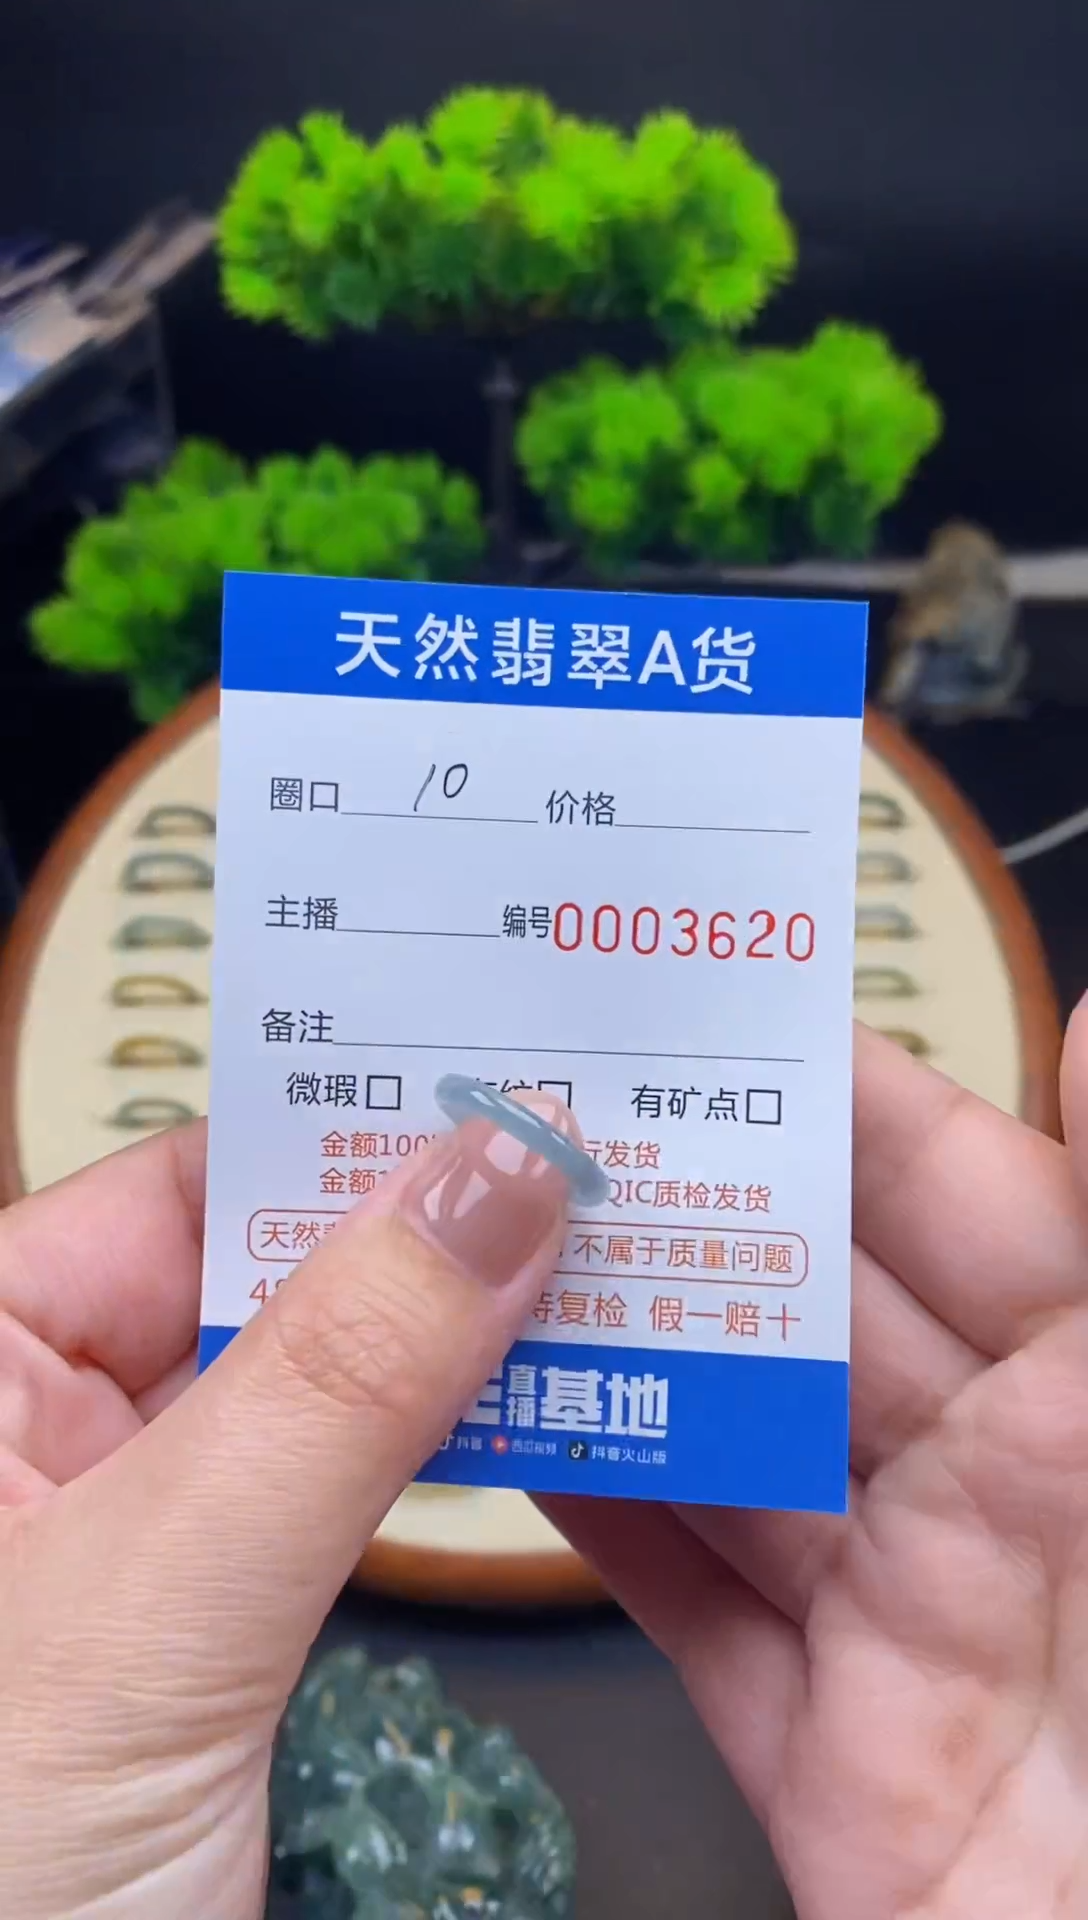 天然翡翠A货
圈口 10 价格
主播 编号0003620
备注
微瑕□ 纹□ 有矿点□
金额100 行发货
金额 QIC质检发货
天然 不属于质量问题
4 持复检 假一赔十
直播基地
抖音 西瓜视频 抖音火山版